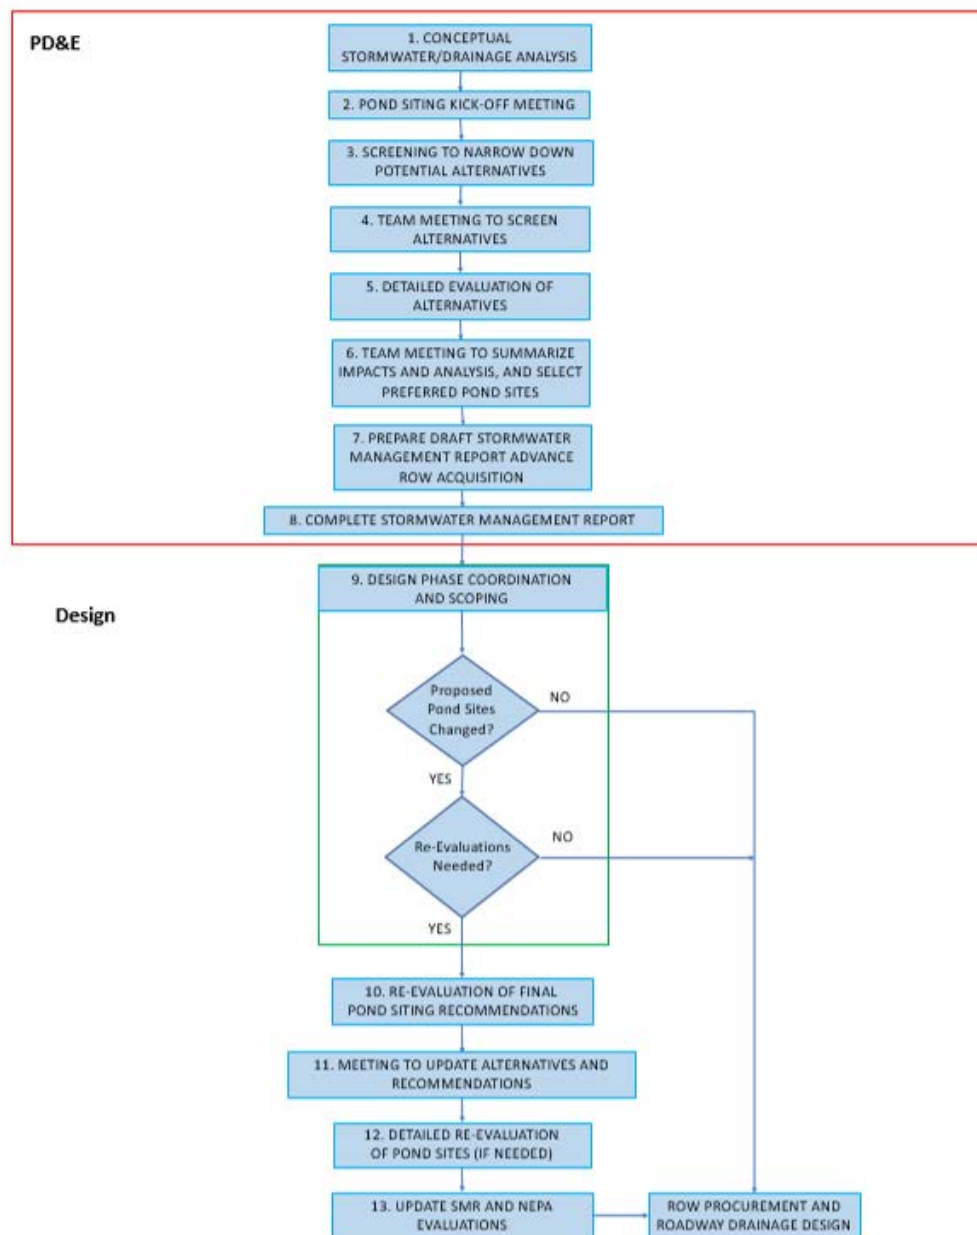 PD&E
1. CONCEPTUAL
STORMWATER/DRAINAGE ANALYSIS
2. POND SITING KICK-OFF MEETING
3. SCREENING TO NARROW DOWN
POTENTIAL ALTERNATIVES
4. TEAM MEETING TO SCREEN
ALTERNATIVES
5. DETAILED EVALUATION OF
ALTERNATIVES
6. TEAM MEETING TO SUMMARIZE
IMPACTS AND ANALYSIS, AND SELECT
PREFERRED POND SITES
7. PREPARE DRAFT STORMWATER
MANAGEMENT REPORT ADVANCE
ROW ACQUISITION
8. COMPLETE STORMWATER MANAGEMENT REPORT
Design
9. DESIGN PHASE COORDINATION
AND SCOPING
Proposed
Pond Sites
Changed?
NO
YES
Re-Evaluations
Needed?
NO
YES
10. RE-EVALUATION OF FINAL
POND SITING RECOMMENDATIONS
11. MEETING TO UPDATE ALTERNATIVES AND
RECOMMENDATIONS
12. DETAILED RE-EVALUATION
OF POND SITES (IF NEEDED)
13. UPDATE SMR AND NEPA
EVALUATIONS
ROW PROCUREMENT AND
ROADWAY DRAINAGE DESIGN